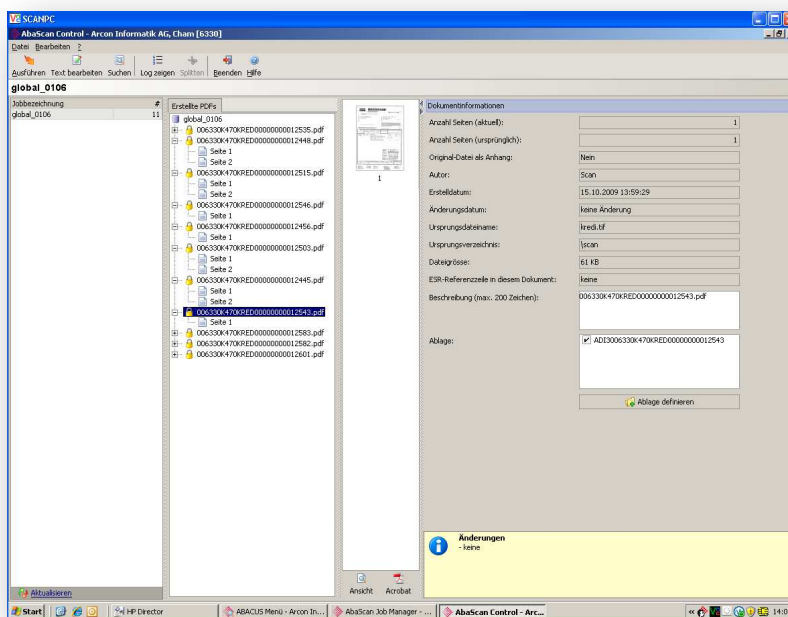 SCANPC
AbaScan Control - Arcon Informatik AG, Cham [6330]
Datei Bearbeiten ?
Ausführen Text bearbeiten Suchen Log zeigen Splitten Beenden Hilfe
global_0106
Jobbezeichnung #
global_0106 11
Aktualisieren
Erstellte PDFs
global_0106
006330K470KRED00000000012535.pdf
006330K470KRED00000000012448.pdf
Seite 1
Seite 2
006330K470KRED00000000012515.pdf
Seite 1
Seite 2
006330K470KRED00000000012546.pdf
Seite 1
006330K470KRED00000000012456.pdf
Seite 1
006330K470KRED00000000012503.pdf
Seite 1
Seite 2
006330K470KRED00000000012445.pdf
Seite 1
Seite 2
006330K470KRED00000000012543.pdf
Seite 1
006330K470KRED00000000012583.pdf
006330K470KRED00000000012582.pdf
006330K470KRED00000000012601.pdf
1
Ansicht Acrobat
Dokumentinformationen
Anzahl Seiten (aktuell): 1
Anzahl Seiten (ursprünglich): 1
Original-Datei als Anhang: Nein
Autor: Scan
Erstelldatum: 15.10.2009 13:59:29
Änderungsdatum: keine Änderung
Ursprungsdateiname: kredi.tif
Ursprungsverzeichnis: \scan
Dateigrösse: 61 KB
ESR-Referenzzeile in diesem Dokument: keine
Beschreibung (max. 200 Zeichen): 006330K470KRED00000000012543.pdf
Ablage: ADI3006330K470KRED00000000012543
Ablage definieren
Änderungen
- keine
Start HP Director ABACUS Menü - Arcon In... AbaScan Job Manager - ... AbaScan Control - Arc... « 14:0